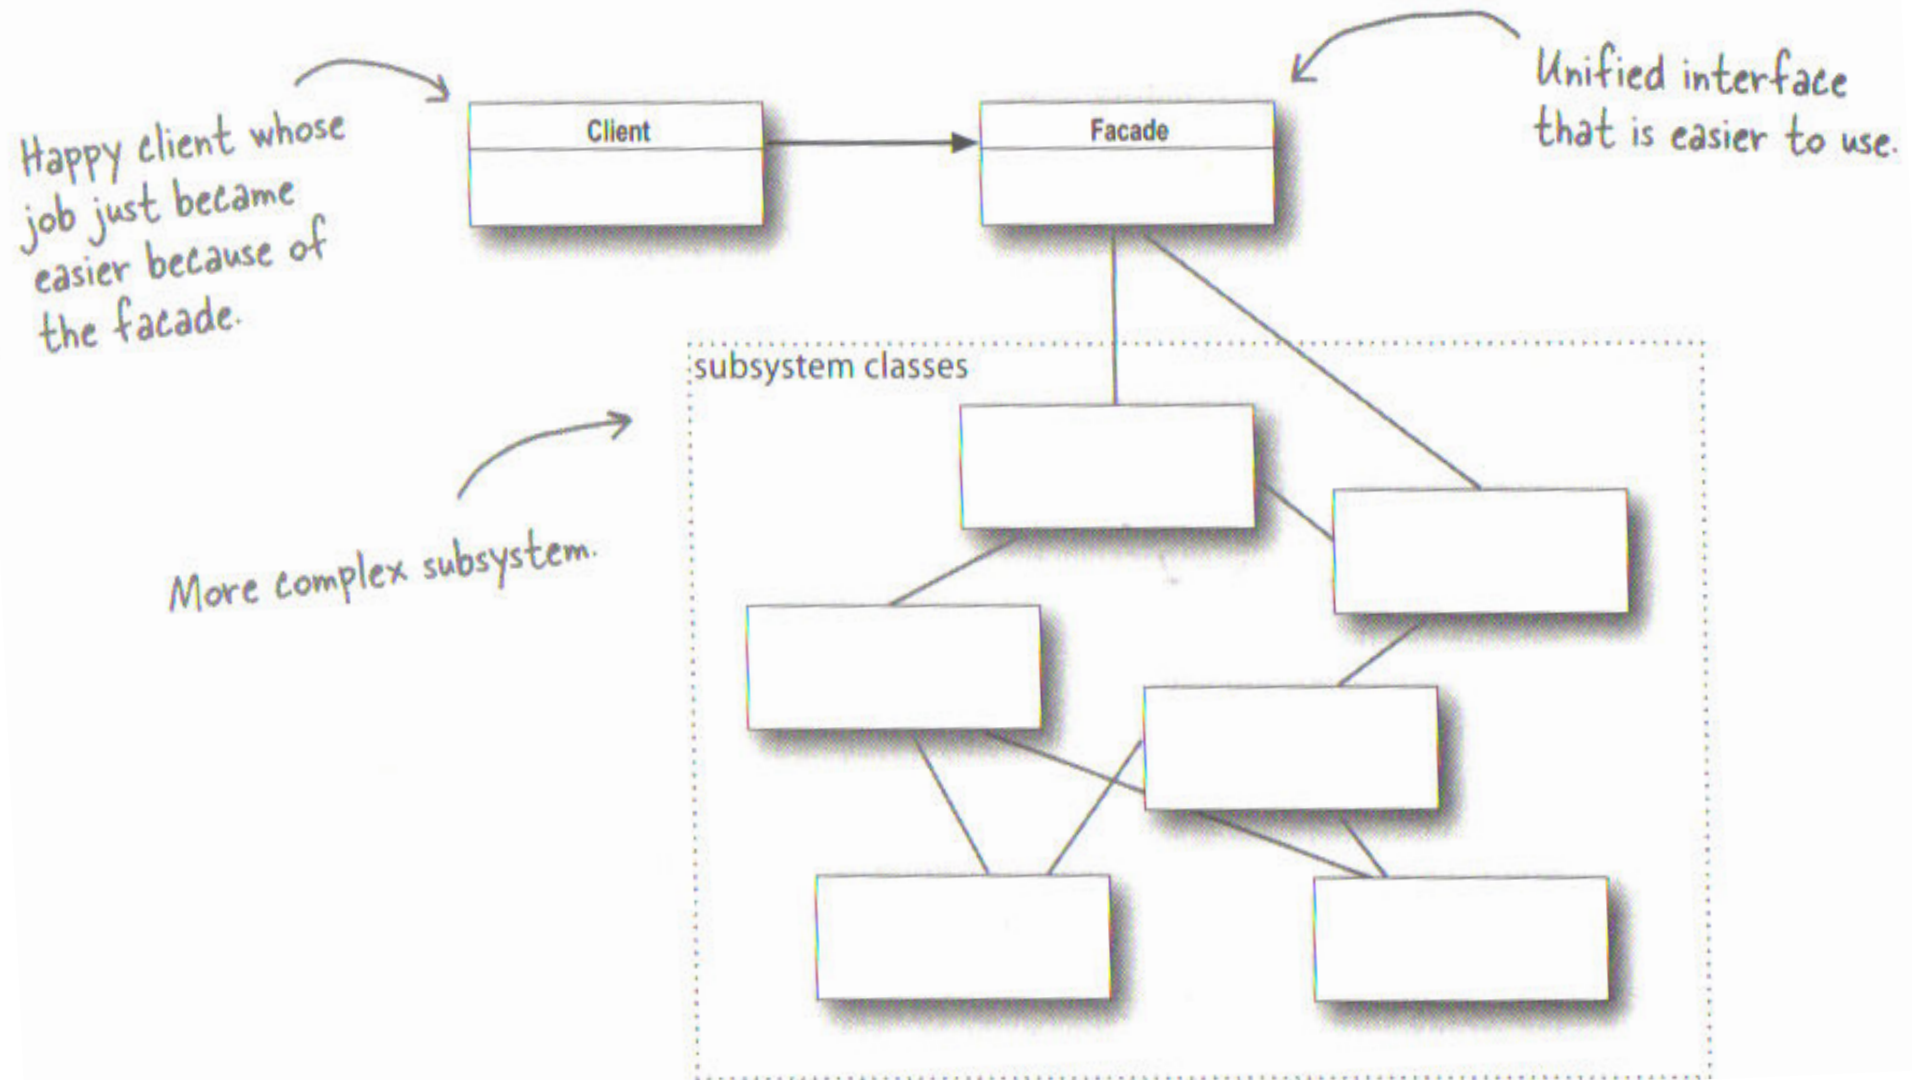 Happy client whose
job just became
easier because of
the facade.
Client
Facade
Unified interface
that is easier to use.
subsystem classes
More complex subsystem.